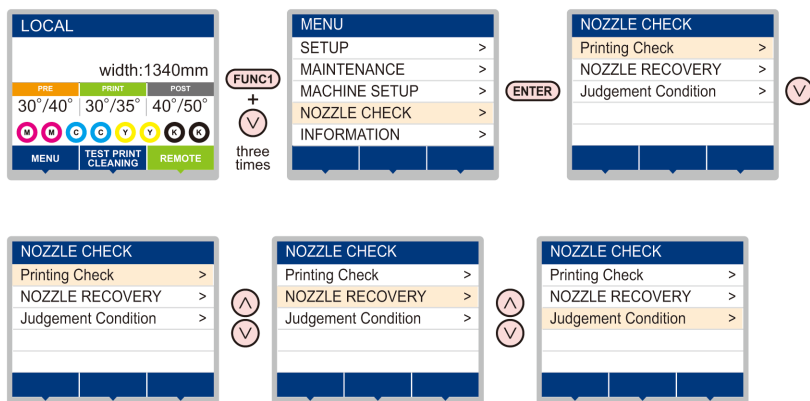 LOCAL
width:1340mm
PRE PRINT POST
30°/40° 30°/35° 40°/50°
M M C C Y Y K K
MENU TEST PRINT CLEANING REMOTE
FUNC1
+
three
times
MENU
SETUP >
MAINTENANCE >
MACHINE SETUP >
NOZZLE CHECK >
INFORMATION >
ENTER
NOZZLE CHECK
Printing Check >
NOZZLE RECOVERY >
Judgement Condition >
NOZZLE CHECK
Printing Check >
NOZZLE RECOVERY >
Judgement Condition >
NOZZLE CHECK
Printing Check >
NOZZLE RECOVERY >
Judgement Condition >
NOZZLE CHECK
Printing Check >
NOZZLE RECOVERY >
Judgement Condition >